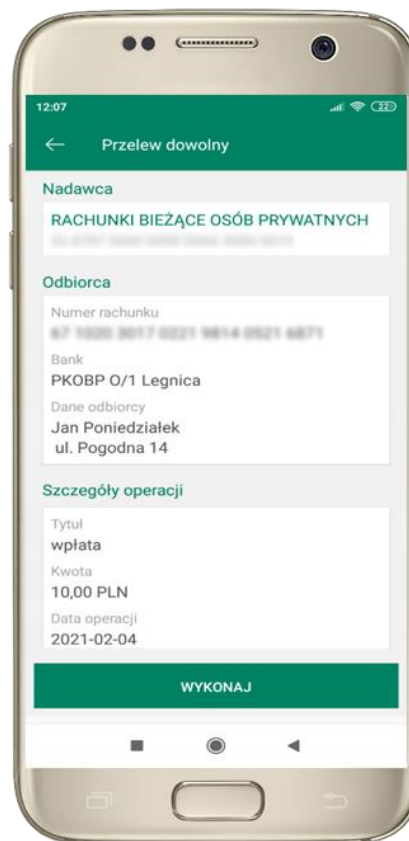 12:07
22
Przelew dowolny
Nadawca
RACHUNKI BIEŻĄCE OSÓB PRYWATNYCH
Odbiorca
Numer rachunku
Bank
PKOBP O/1 Legnica
Dane odbiorcy
Jan Poniedziałek
ul. Pogodna 14
Szczegóły operacji
Tytuł
wpłata
Kwota
10,00 PLN
Data operacji
2021-02-04
WYKONAJ